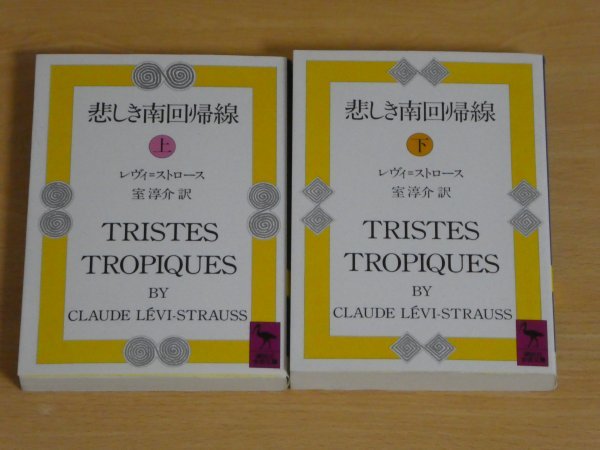 悲しき南回帰線
上
レヴィ=ストロース
室淳介訳
TRISTES
TROPIQUES
BY
CLAUDE LÉVI-STRAUSS
悲しき南回帰線
下
レヴィ=ストロース
室淳介訳
TRISTES
TROPIQUES
BY
CLAUDE LÉVI-STRAUSS